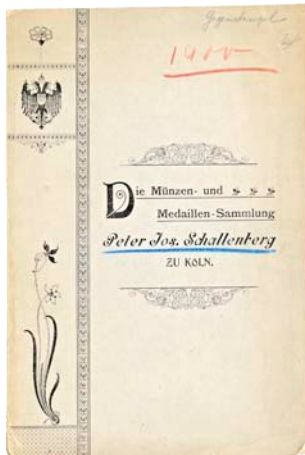 1900
Die Münzen- und
Medaillen-Sammlung
Peter Jos. Schallenberg
ZU KÖLN.